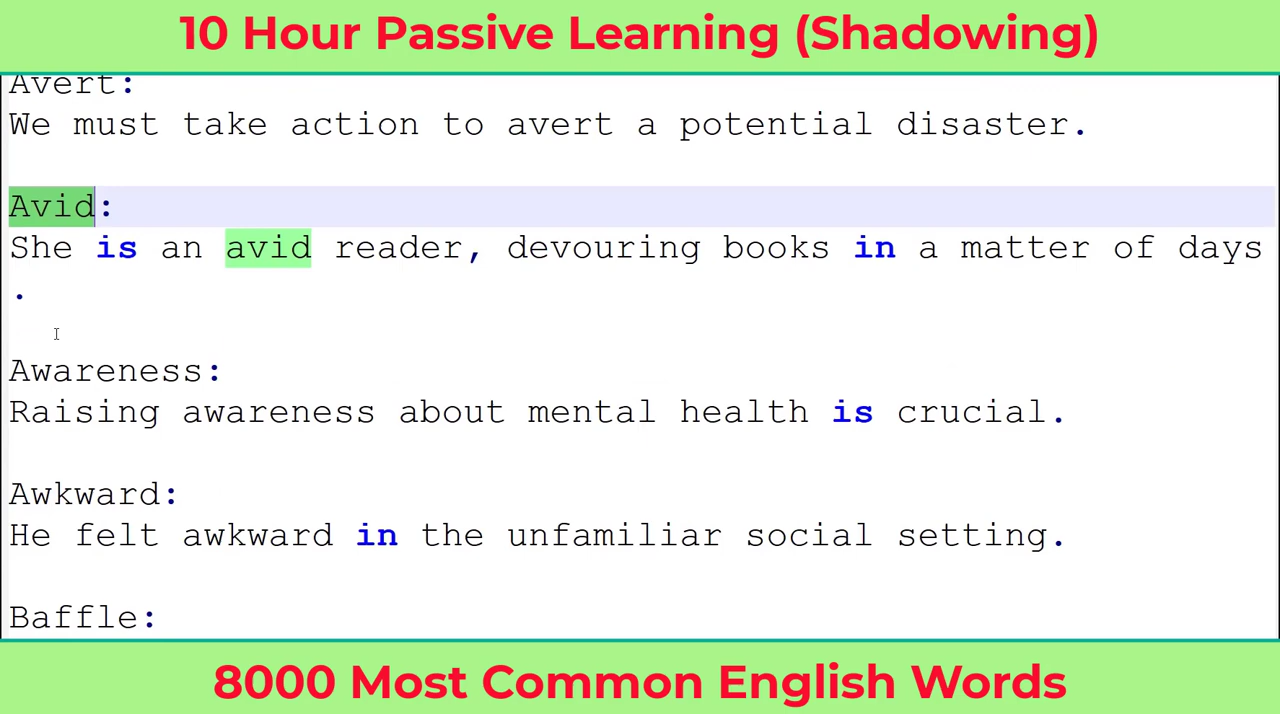 10 Hour Passive Learning (Shadowing)
Avert:
We must take action to avert a potential disaster.
Avid:
She is an avid reader, devouring books in a matter of days
.
Awareness:
Raising awareness about mental health is crucial.
Awkward:
He felt awkward in the unfamiliar social setting.
Baffle:
8000 Most Common English Words